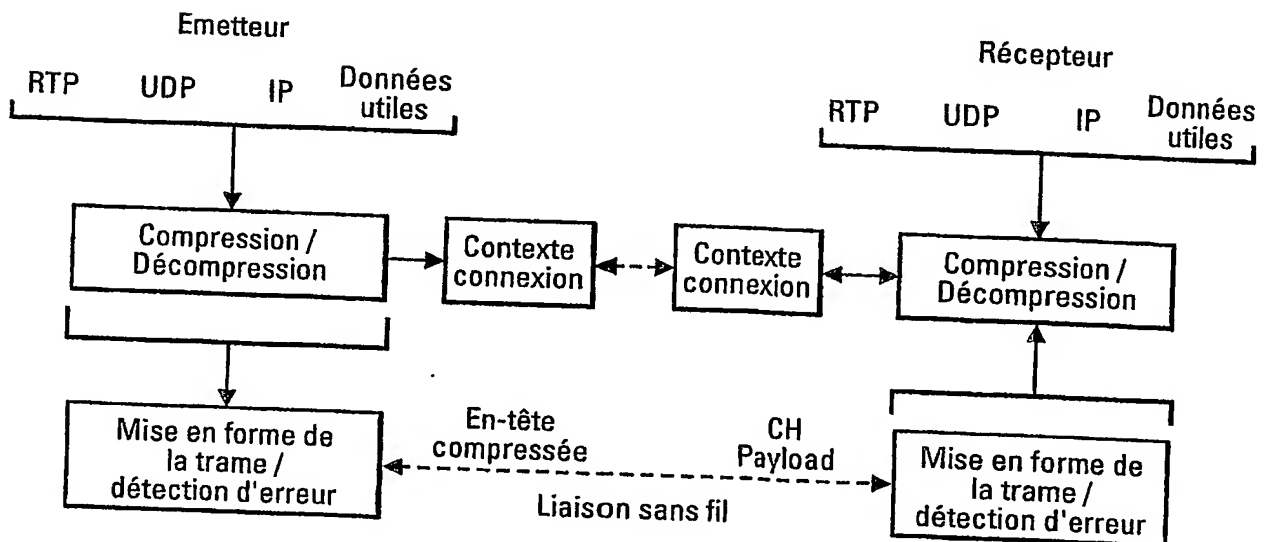 Emetteur
RTP UDP IP Données
utiles
Récepteur
RTP UDP IP Données
utiles
Compression /
Décompression
Contexte
connexion
Contexte
connexion
Compression /
Décompression
Mise en forme de
la trame /
détection d'erreur
En-tête
compressée
CH
Payload
Liaison sans fil
Mise en forme de
la trame /
détection d'erreur